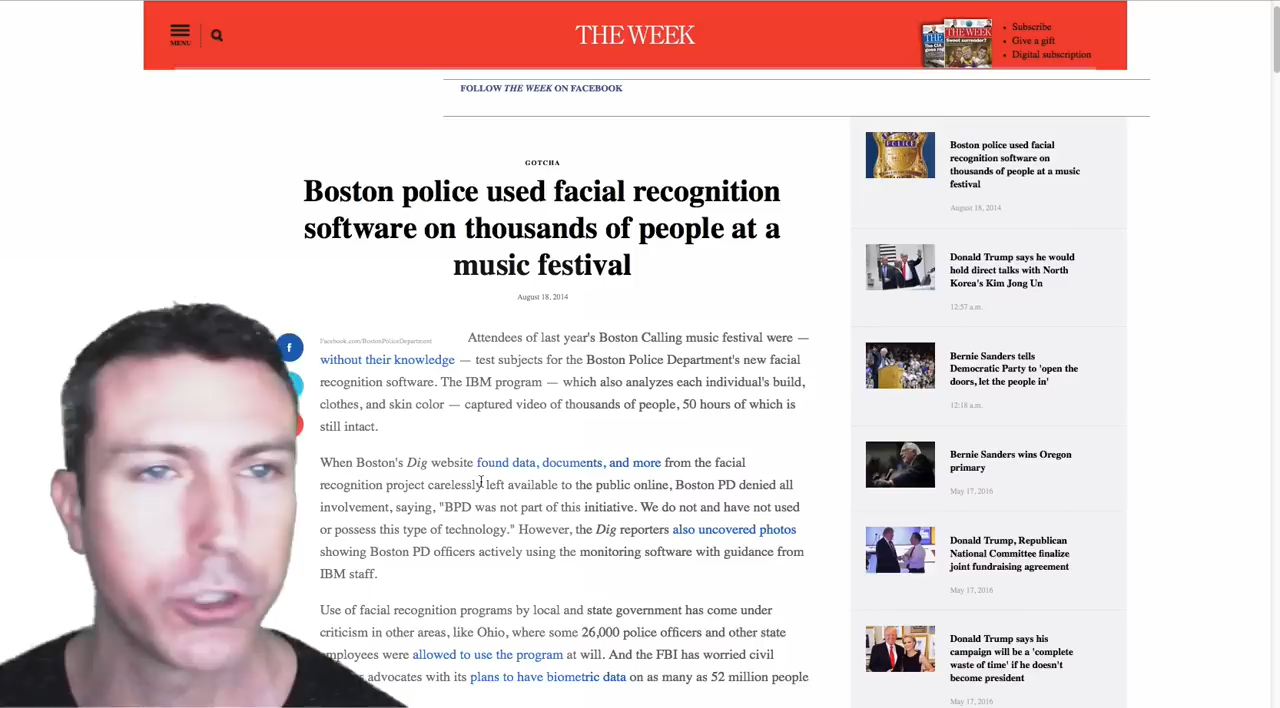 MENU
THE WEEK
Subscribe
Give a gift
Digital subscription
FOLLOW THE WEEK ON FACEBOOK
GOTCHA
Boston police used facial recognition
software on thousands of people at a
music festival
August 18, 2014
Facebook.com/BostonPoliceDepartment
Attendees of last year's Boston Calling music festival were —
without their knowledge — test subjects for the Boston Police Department's new facial
recognition software. The IBM program — which also analyzes each individual's build,
clothes, and skin color — captured video of thousands of people, 50 hours of which is
still intact.
When Boston's Dig website found data, documents, and more from the facial
recognition project carelessly left available to the public online, Boston PD denied all
involvement, saying, "BPD was not part of this initiative. We do not and have not used
or possess this type of technology." However, the Dig reporters also uncovered photos
showing Boston PD officers actively using the monitoring software with guidance from
IBM staff.
Use of facial recognition programs by local and state government has come under
criticism in other areas, like Ohio, where some 26,000 police officers and other state
employees were allowed to use the program at will. And the FBI has worried civil
advocates with its plans to have biometric data on as many as 52 million people
Boston police used facial
recognition software on
thousands of people at a music
festival
August 18, 2014
Donald Trump says he would
hold direct talks with North
Korea's Kim Jong Un
12:57 a.m.
Bernie Sanders tells
Democratic Party to 'open the
doors, let the people in'
12:18 a.m.
Bernie Sanders wins Oregon
primary
May 17, 2016
Donald Trump, Republican
National Committee finalize
joint fundraising agreement
May 17, 2016
Donald Trump says his
campaign will be a 'complete
waste of time' if he doesn't
become president
May 17, 2016